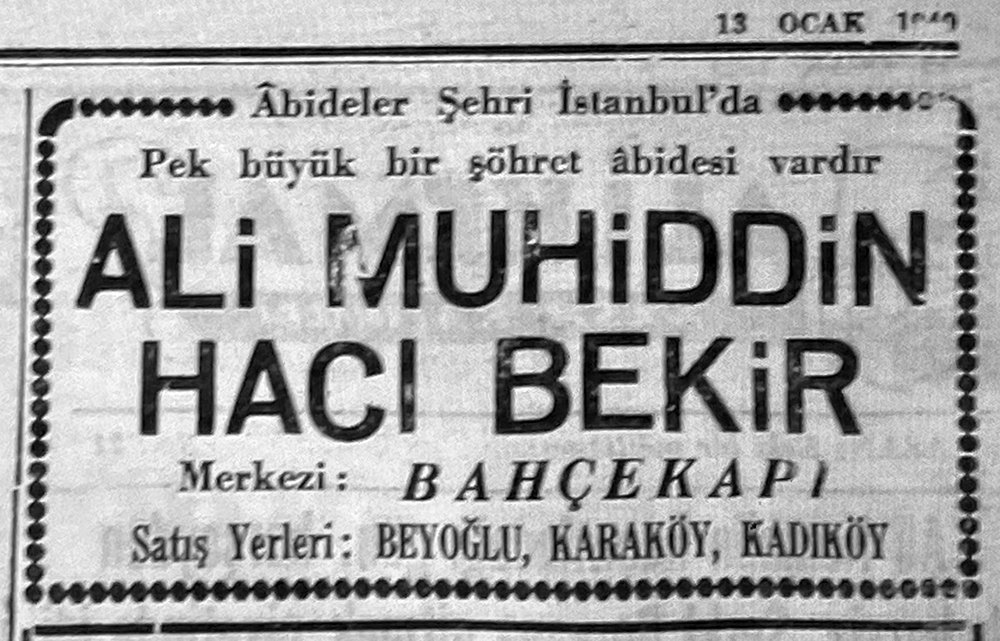 13 OCAK
Âbideler Şehri İstanbul'da
Pek büyük bir şöhret âbidesi vardır
ALi MUHiDDiN
HACI BEKiR
Merkezi: BAHÇEKAPI
Satış Yerleri: BEYOĞLU, KARAKÖY, KADIKÖY